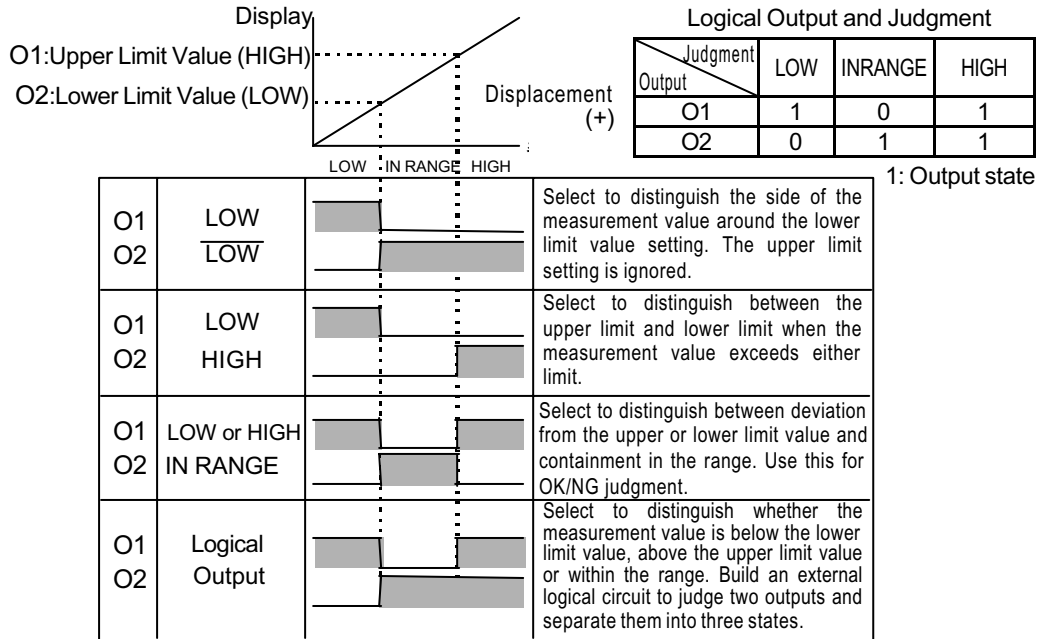 Display
O1:Upper Limit Value (HIGH)
O2:Lower Limit Value (LOW)
Displacement
(+)
LOW IN RANGE HIGH
Logical Output and Judgment
Judgment
Output
LOW INRANGE HIGH
O1 1 0 1
O2 0 1 1
1: Output state
O1 LOW
O2 LOW
Select to distinguish the side of the
measurement value around the lower
limit value setting. The upper limit
setting is ignored.
O1 LOW
O2 HIGH
Select to distinguish between the
upper limit and lower limit when the
measurement value exceeds either
limit.
O1 LOW or HIGH
O2 IN RANGE
Select to distinguish between deviation
from the upper or lower limit value and
containment in the range. Use this for
OK/NG judgment.
O1 Logical
O2 Output
Select to distinguish whether the
measurement value is below the lower
limit value, above the upper limit value
or within the range. Build an external
logical circuit to judge two outputs and
separate them into three states.